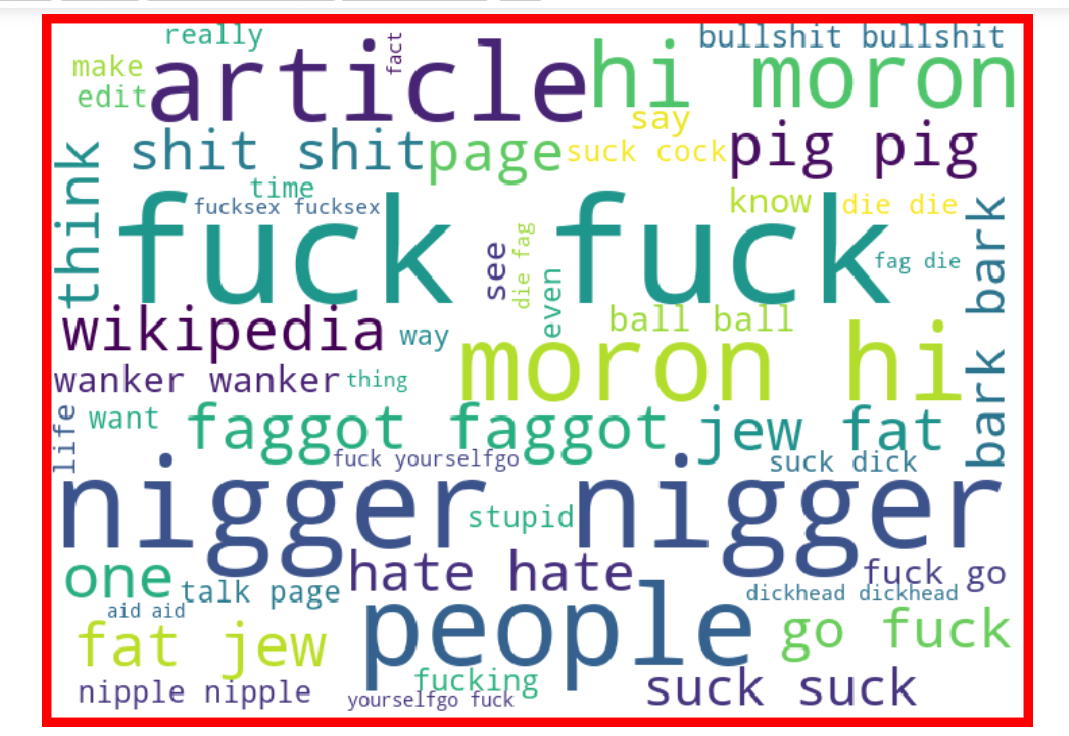 really
fact
bullshit bullshit
make
article
hi moron
edit
say
think
shit shit
page
suck cock
pig pig
time
fucksex fucksex
know
die die
fuck fuck
see
die fag
even
fag die
bark bark
wikipedia
way
ball ball
moron hi
wanker wanker
thing
life
want
faggot faggot
jew fat
fuck yourselfgo
suck dick
nigger nigger
stupid
one
talk page
hate hate
fuck go
aid aid
people
dickhead dickhead
fat jew
go fuck
nipple nipple
fucking
yourselfgo fuck
suck suck